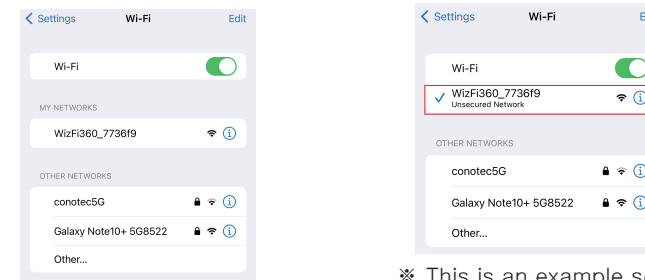 Settings Wi-Fi Edit
Wi-Fi
MY NETWORKS
WizFi360_7736f9
OTHER NETWORKS
conotec5G
Galaxy Note10+ 5G8522
Other...
Settings Wi-Fi
Wi-Fi
WizFi360_7736f9
Unsecured Network
OTHER NETWORKS
conotec5G
Galaxy Note10+ 5G8522
Other...
※ This is an example